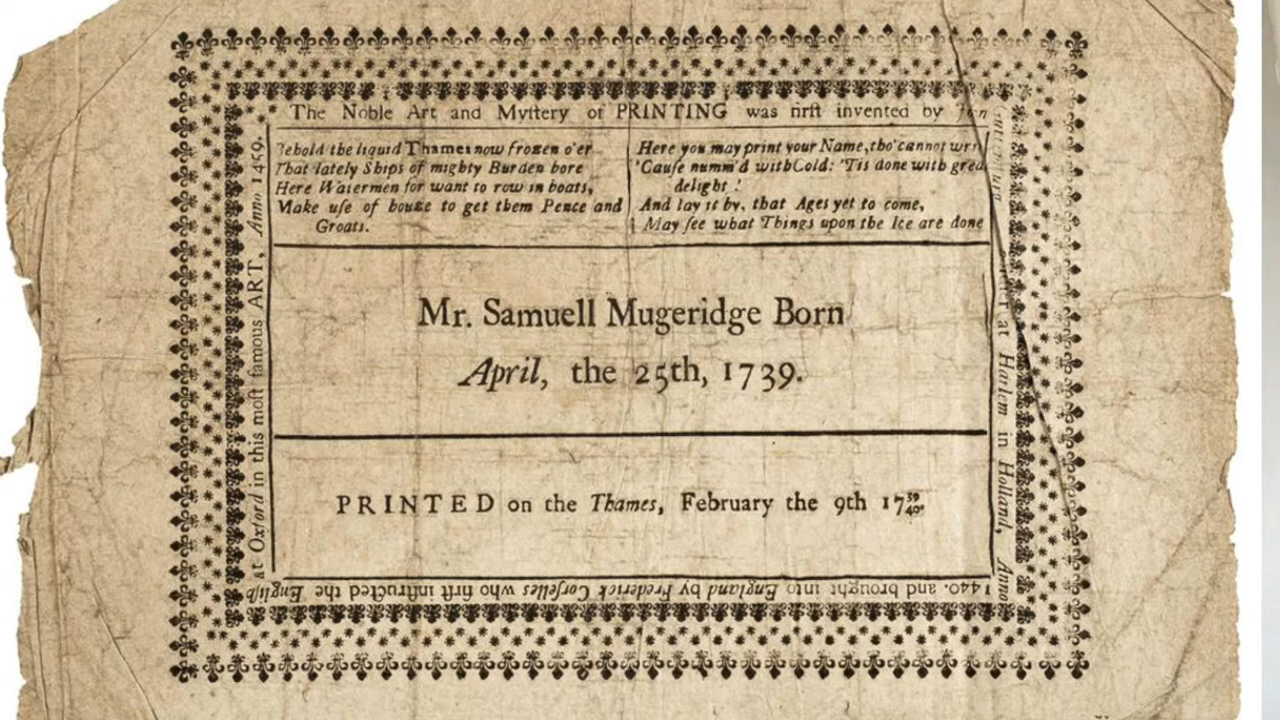 The Noble Art and Myſtery of PRINTING was firſt invented by
Behold the liquid Thames now frozen o'er
That lately Ships of mighty Burden bore
Here Watermen for want to row in boats,
Make uſe of bouze to get them Pence and
Groats.
Here you may print your Name, tho' cannot
'Cauſe numm'd with Cold: 'Tis done with
delight !
And lay it by, that Ages yet to come,
May ſee what Things upon the Ice are done
Mr. Samuell Mugeridge Born
April, the 25th, 1739.
PRINTED on the Thames, February the 9th 17 39/40.
at Harlem in Holland, Anno
1440. and brought into England by Frederick Corſelles who firſt inſtructed the Engliſh
at Oxford in this moſt famous ART, Anno 1459.